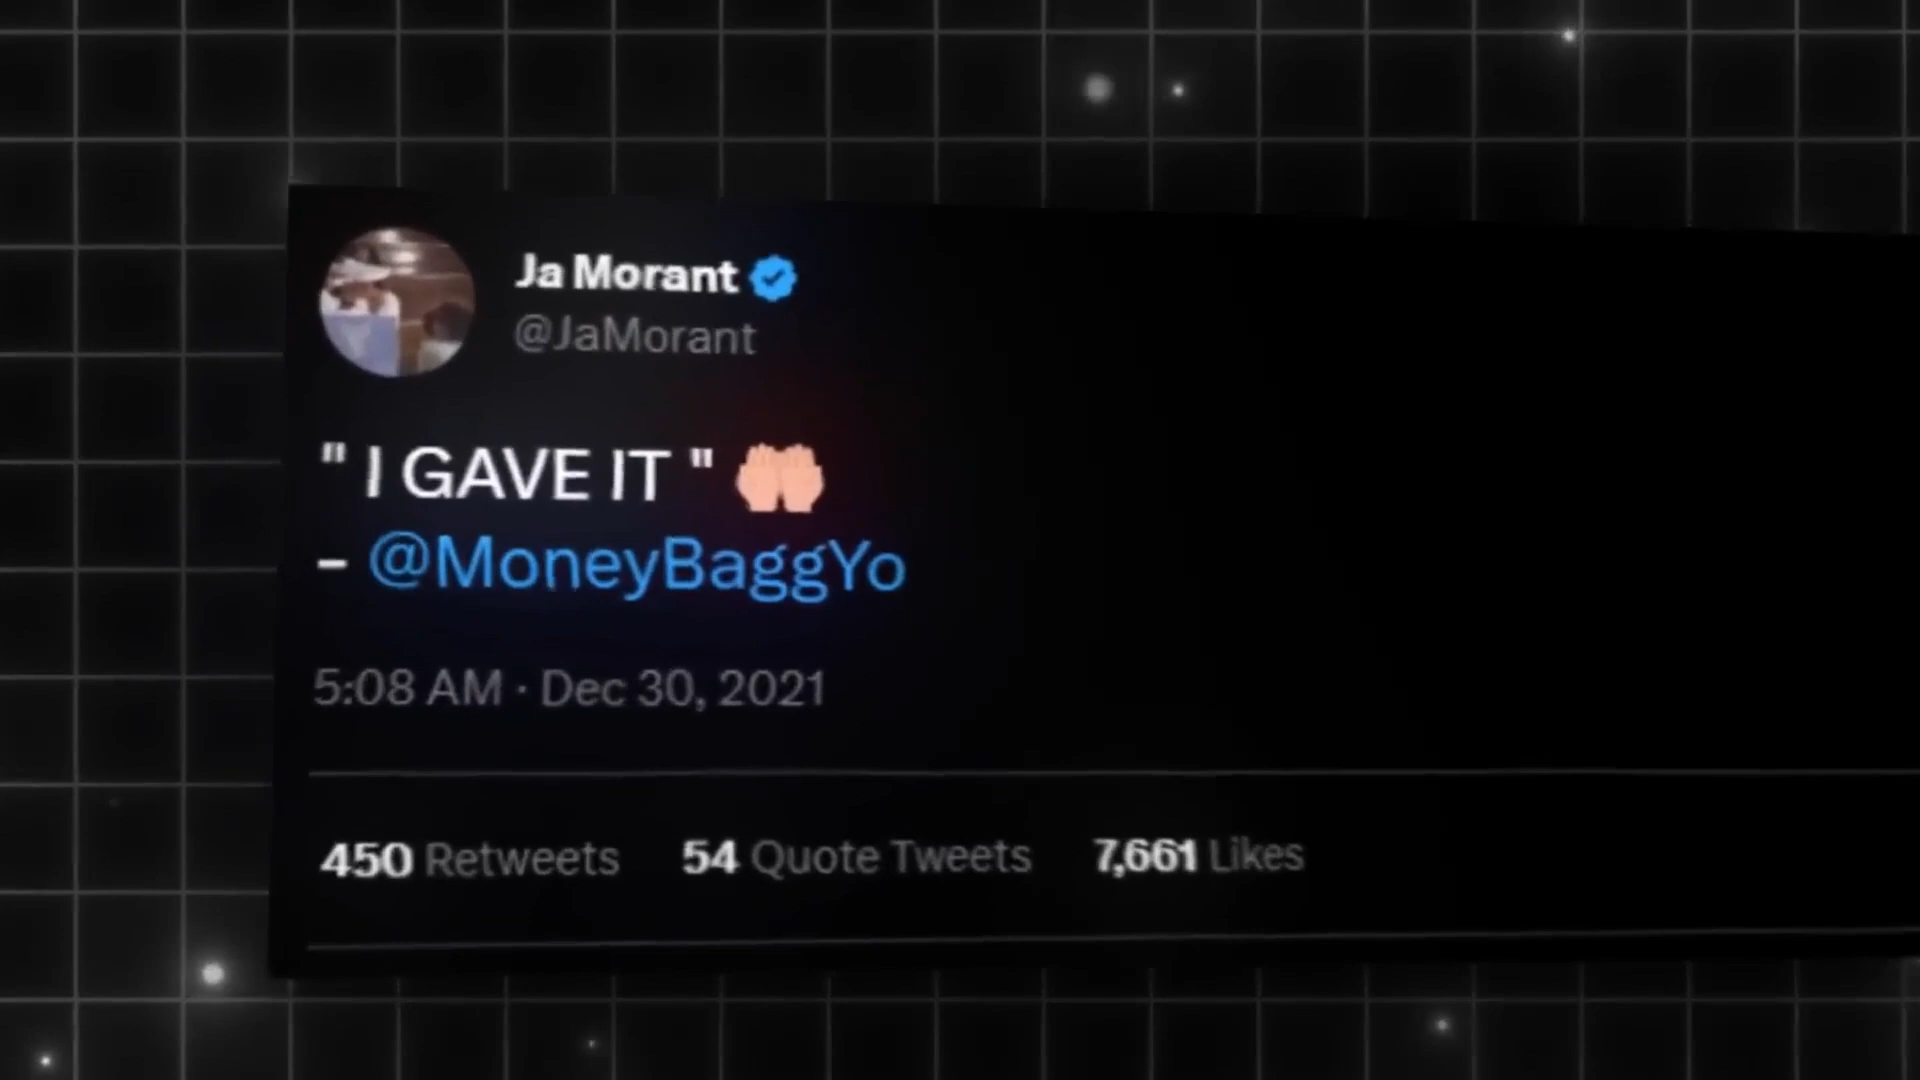 Ja Morant
@JaMorant
" I GAVE IT " 🤲🏻
– @MoneyBaggYo
5:08 AM · Dec 30, 2021
450 Retweets 54 Quote Tweets 7,661 Likes